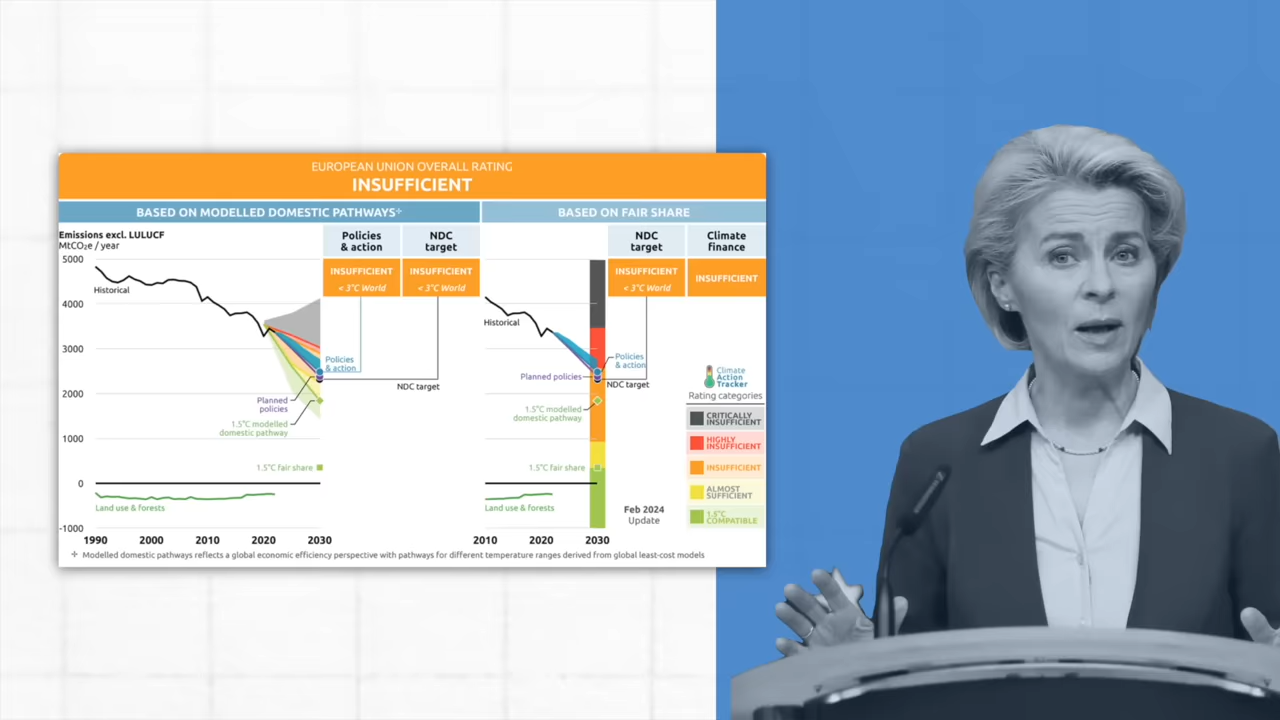 EUROPEAN UNION OVERALL RATING
INSUFFICIENT
BASED ON MODELLED DOMESTIC PATHWAYS÷
BASED ON FAIR SHARE
Emissions excl. LULUCF
MtCO₂e / year
Policies
& action
NDC
target
INSUFFICIENT
< 3°C World
INSUFFICIENT
< 3°C World
5000
4000
3000
2000
1000
0
-1000
Historical
Policies
& action
NDC target
Planned
policies
1.5°C modelled
domestic pathway
1.5°C fair share
Land use & forests
1990
2000
2010
2020
2030
NDC
target
Climate
finance
INSUFFICIENT
< 3°C World
INSUFFICIENT
Historical
Policies
& action
Planned policies
NDC target
1.5°C modelled
domestic pathway
1.5°C fair share
Land use & forests
2010
2020
2030
Feb 2024
Update
Climate
Action
Tracker
Rating categories
CRITICALLY
INSUFFICIENT
HIGHLY
INSUFFICIENT
INSUFFICIENT
ALMOST
SUFFICIENT
1.5°C
COMPATIBLE
÷ Modelled domestic pathways reflects a global economic efficiency perspective with pathways for different temperature ranges derived from global least-cost models